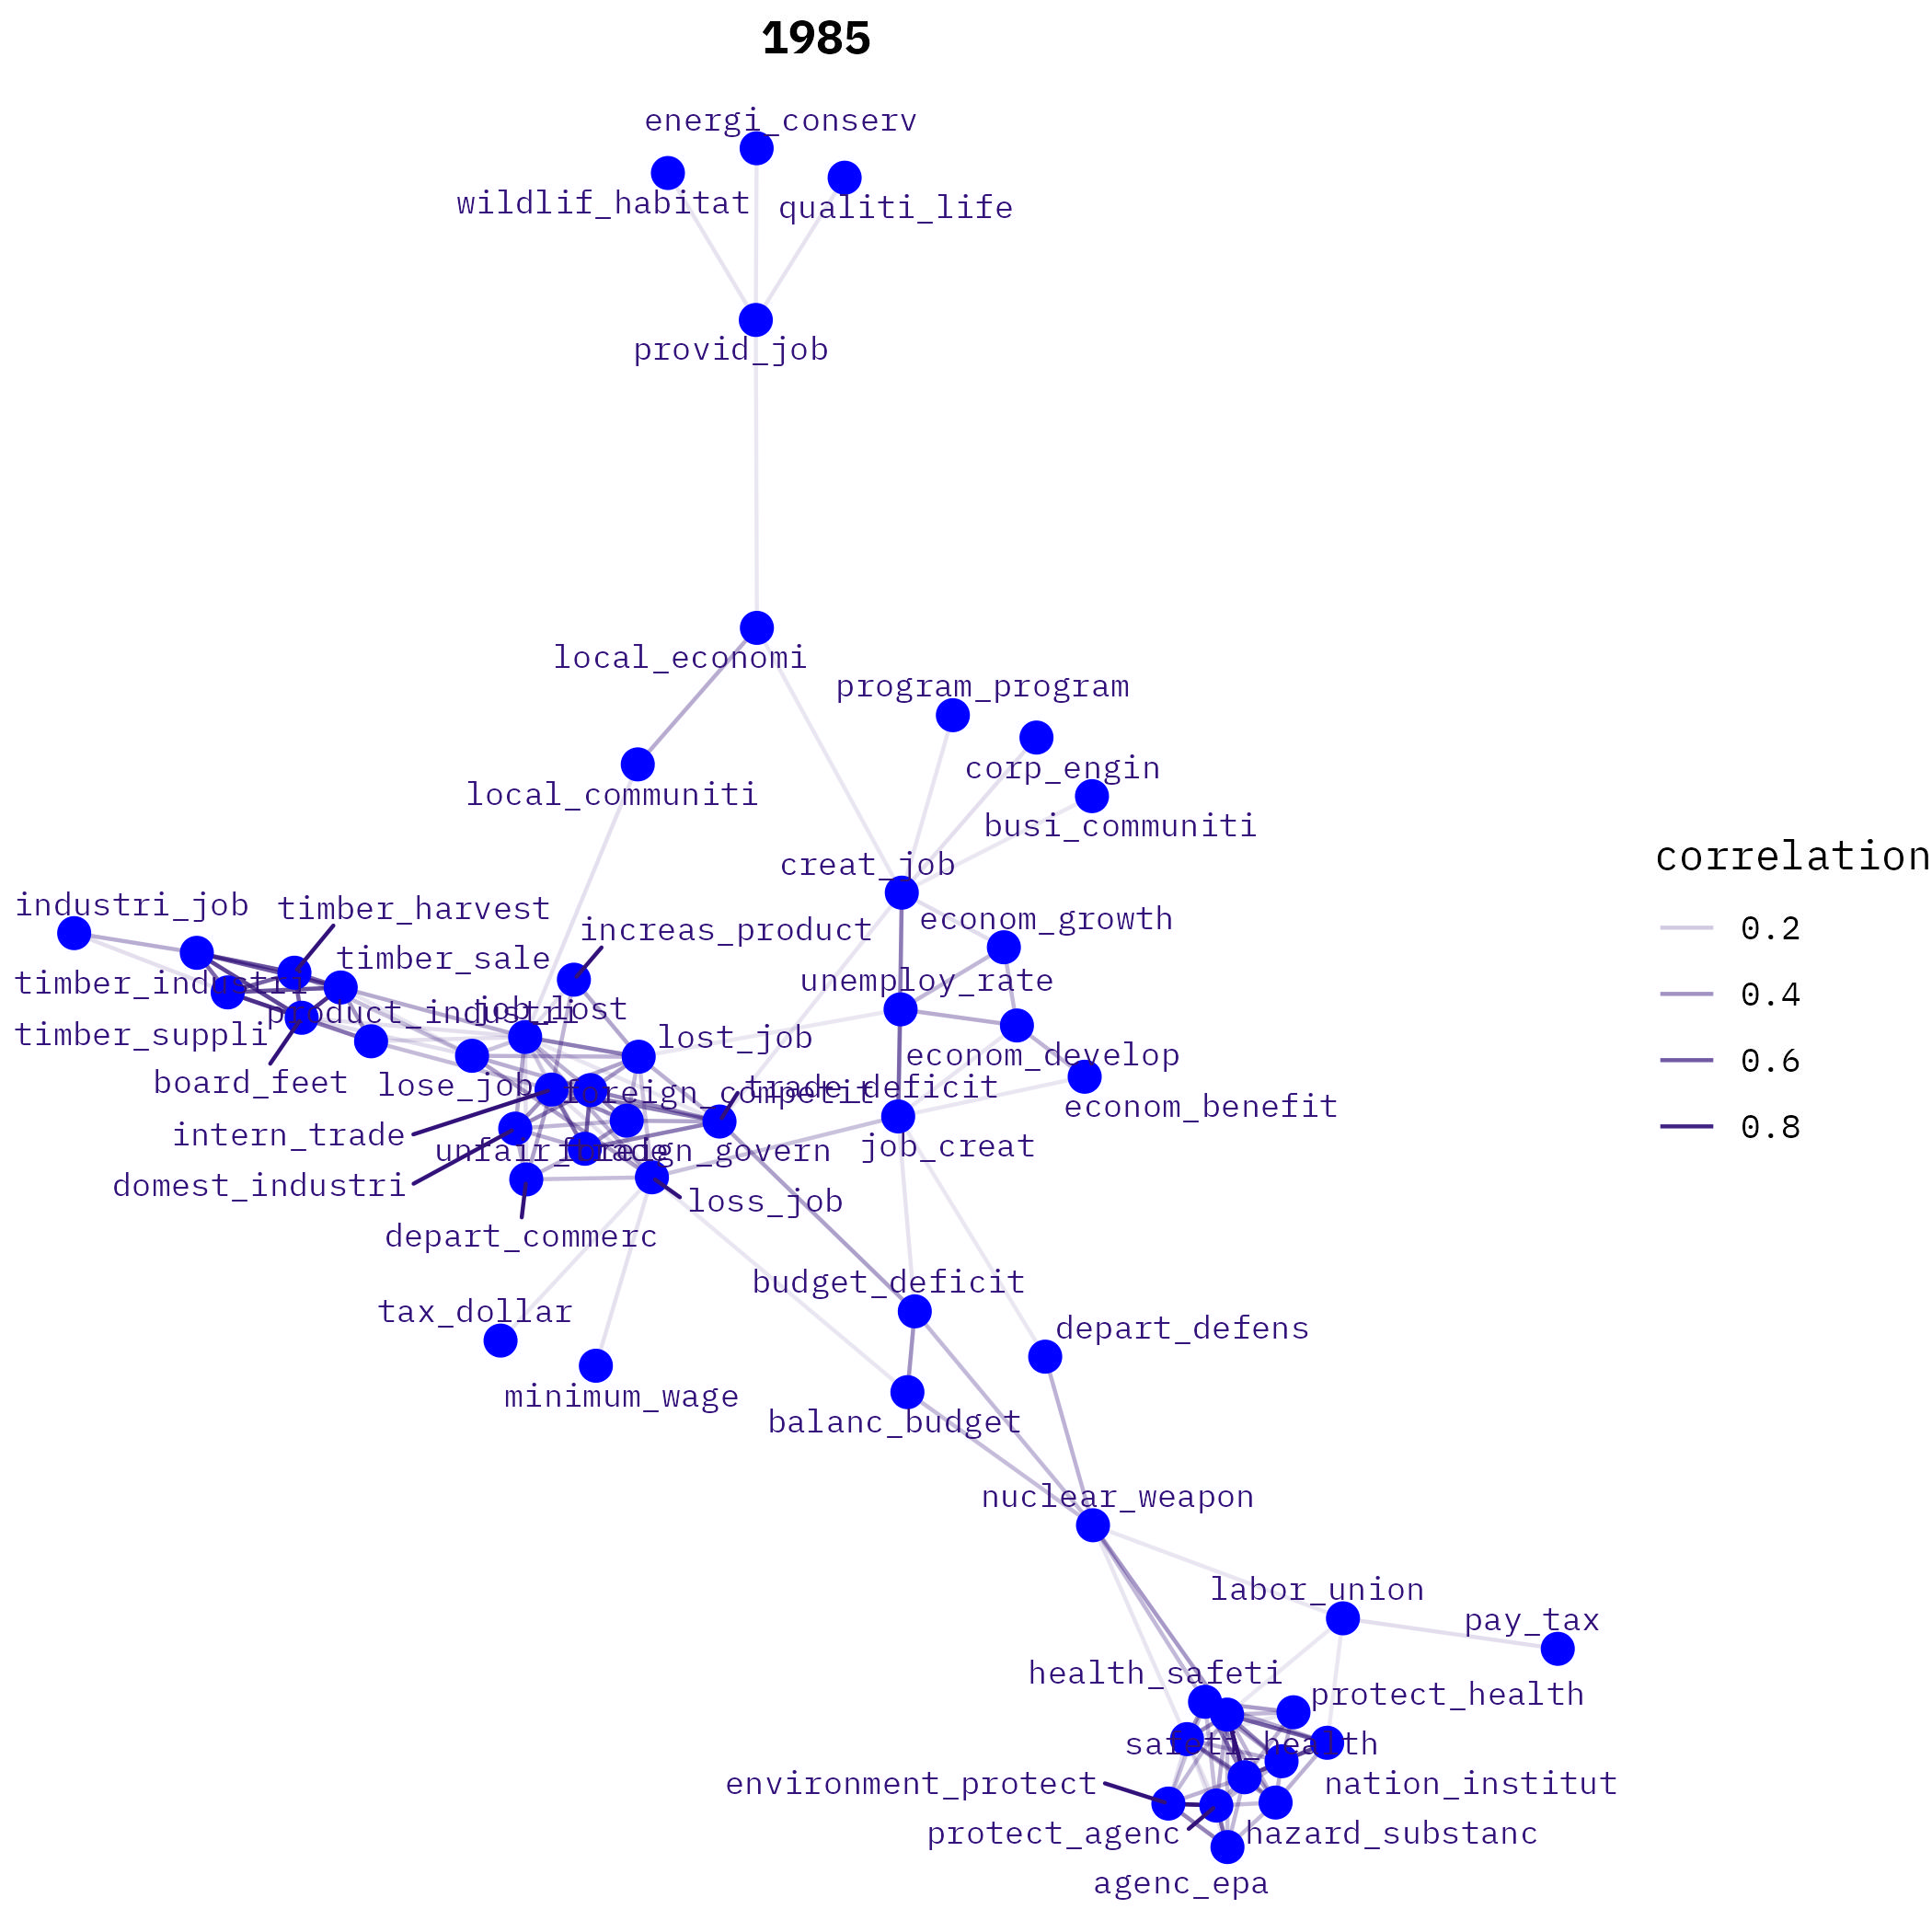 1985
energi_conserv
wildlif_habitat
qualiti_life
provid_job
local_economi
program_program
local_communiti
corp_engin
busi_communiti
creat_job
correlation
0.2
0.4
0.6
0.8
industri_job
timber_harvest
increas_product
econom_growth
timber_sale
timber_industri
unemploy_rate
product_industri
job_lost
timber_suppli
lost_job
board_feet
lose_job
econom_develop
foreign_competit
trade_deficit
econom_benefit
intern_trade
unfair_trade
foreign_govern
job_creat
domest_industri
loss_job
depart_commerc
budget_deficit
tax_dollar
depart_defens
minimum_wage
balanc_budget
nuclear_weapon
labor_union
pay_tax
health_safeti
protect_health
safeti_health
environment_protect
nation_institut
protect_agenc
hazard_substanc
agenc_epa